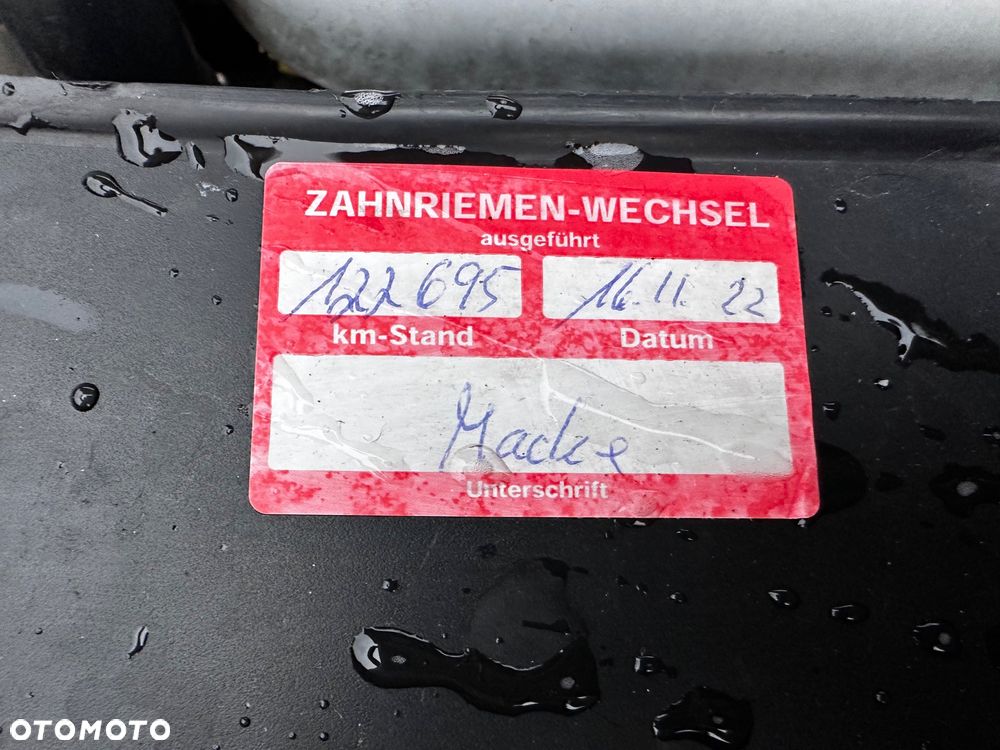 ZAHNRIEMEN-WECHSEL
ausgeführt
122 695 16.11. 22
km-Stand Datum
Macke
Unterschrift
OTOMOTO